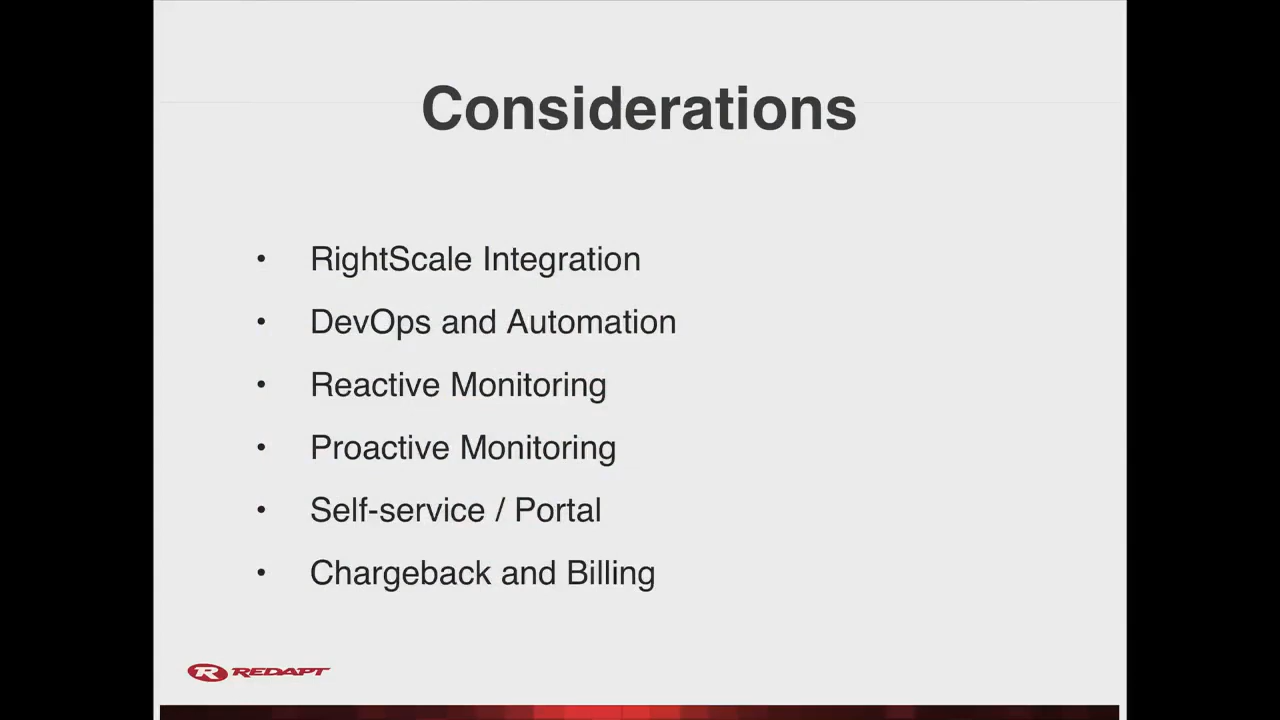 Considerations
• RightScale Integration
• DevOps and Automation
• Reactive Monitoring
• Proactive Monitoring
• Self-service / Portal
• Chargeback and Billing
R REDAPT